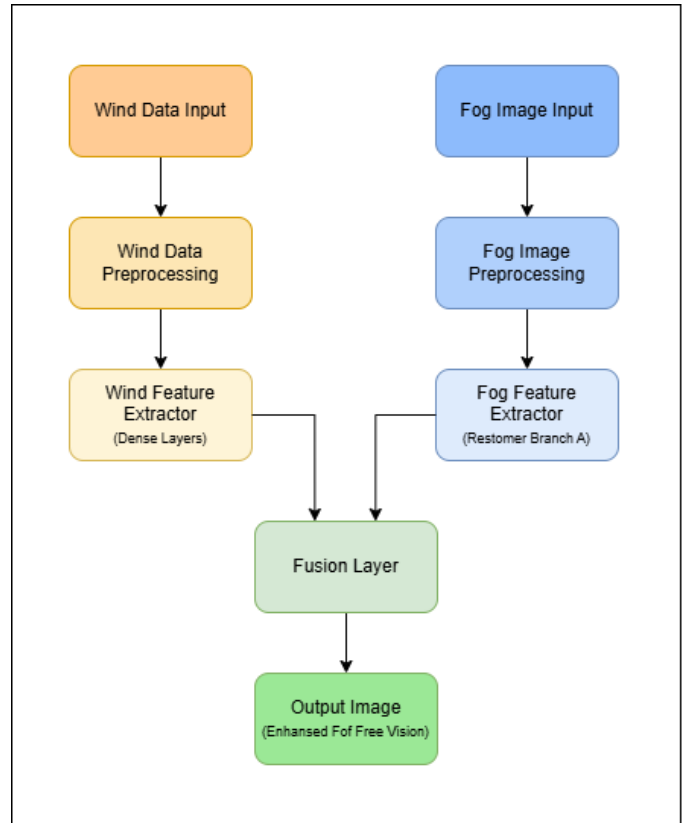 Wind Data Input
Fog Image Input
Wind Data
Preprocessing
Fog Image
Preprocessing
Wind Feature
Extractor
(Dense Layers)
Fog Feature
Extractor
(Restomer Branch A)
Fusion Layer
Output Image
(Enhansed Fof Free Vision)